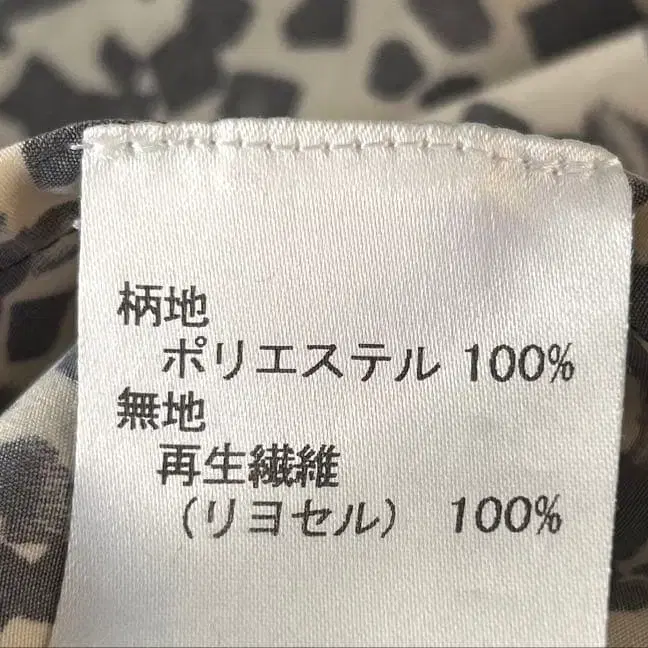 柄地
ポリエステル 100%
無地
再生繊維
(リヨセル) 100%